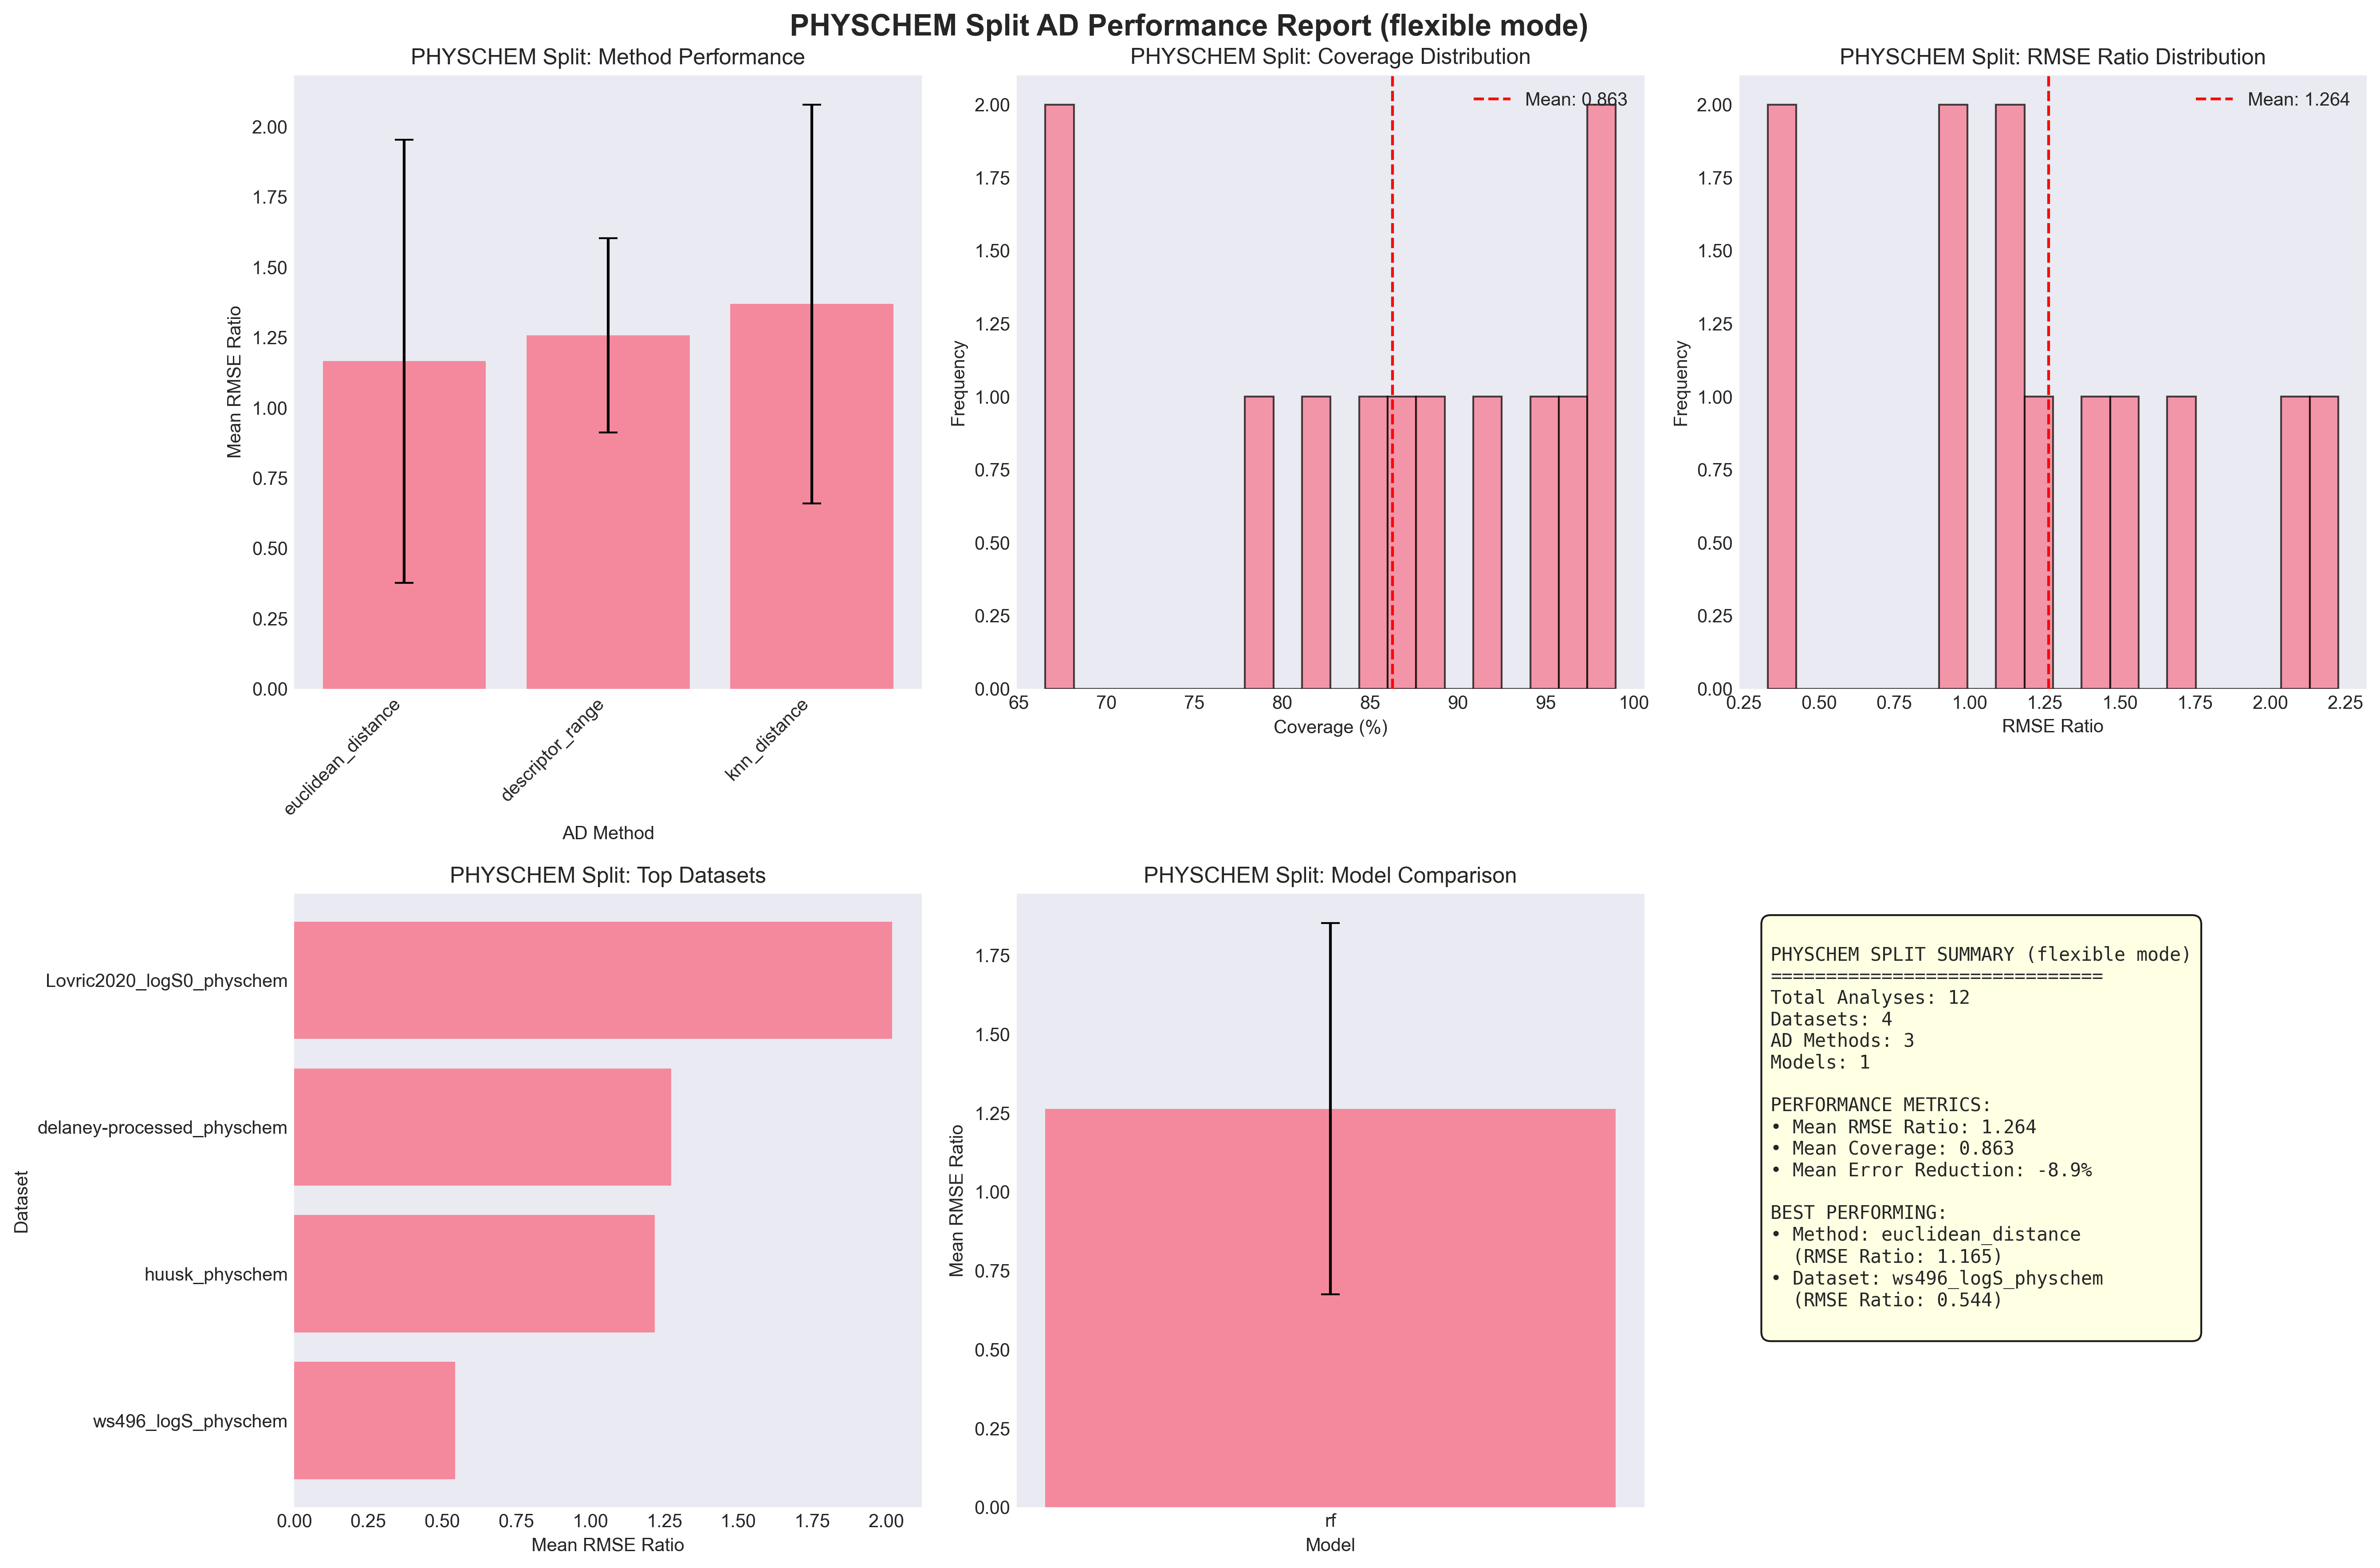 PHYSCHEM Split AD Performance Report (flexible mode)
PHYSCHEM Split: Method Performance
Mean RMSE Ratio
2.00
1.75
1.50
1.25
1.00
0.75
0.50
0.25
0.00
euclidean_distance
descriptor_range
knn_distance
AD Method
PHYSCHEM Split: Coverage Distribution
Mean: 0.863
Frequency
2.00
1.75
1.50
1.25
1.00
0.75
0.50
0.25
0.00
65 70 75 80 85 90 95 100
Coverage (%)
PHYSCHEM Split: RMSE Ratio Distribution
Mean: 1.264
Frequency
2.00
1.75
1.50
1.25
1.00
0.75
0.50
0.25
0.00
0.25 0.50 0.75 1.00 1.25 1.50 1.75 2.00 2.25
RMSE Ratio
PHYSCHEM Split: Top Datasets
Dataset
Lovric2020_logS0_physchem
delaney-processed_physchem
huusk_physchem
ws496_logS_physchem
0.00 0.25 0.50 0.75 1.00 1.25 1.50 1.75 2.00
Mean RMSE Ratio
PHYSCHEM Split: Model Comparison
Mean RMSE Ratio
1.75
1.50
1.25
1.00
0.75
0.50
0.25
0.00
rf
Model
PHYSCHEM SPLIT SUMMARY (flexible mode)
==============================
Total Analyses: 12
Datasets: 4
AD Methods: 3
Models: 1
PERFORMANCE METRICS:
• Mean RMSE Ratio: 1.264
• Mean Coverage: 0.863
• Mean Error Reduction: -8.9%
BEST PERFORMING:
• Method: euclidean_distance
(RMSE Ratio: 1.165)
• Dataset: ws496_logS_physchem
(RMSE Ratio: 0.544)